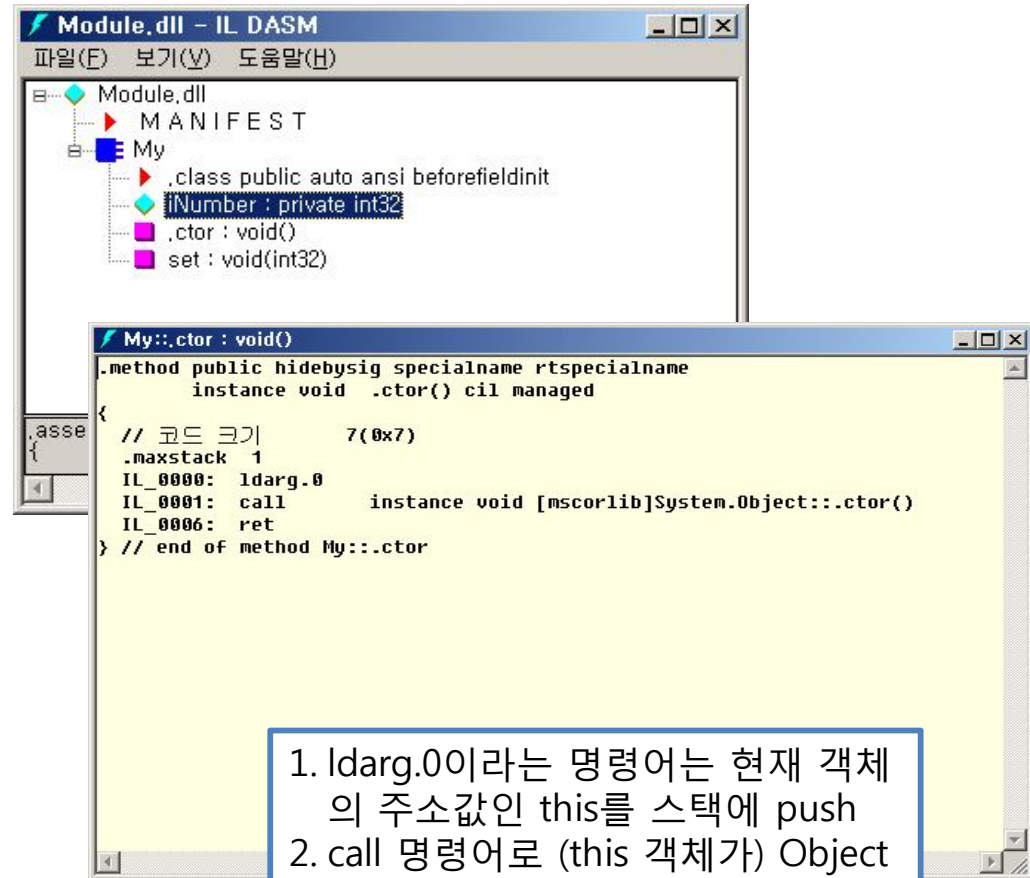 Module,dll - IL DASM
파일(F) 보기(V) 도움말(H)
Module,dll
M A N I F E S T
My
,class public auto ansi beforefieldinit
iNumber : private int32
,ctor : void()
set : void(int32)
,asse
{
My::,ctor : void()
.method public hidebysig specialname rtspecialname
instance void .ctor() cil managed
{
// 코드 크기 7(0x7)
.maxstack 1
IL_0000: ldarg.0
IL_0001: call instance void [mscorlib]System.Object::.ctor()
IL_0006: ret
} // end of method My::.ctor
1. ldarg.0이라는 명령어는 현재 객체
의 주소값인 this를 스택에 push
2. call 명령어로 (this 객체가) Object